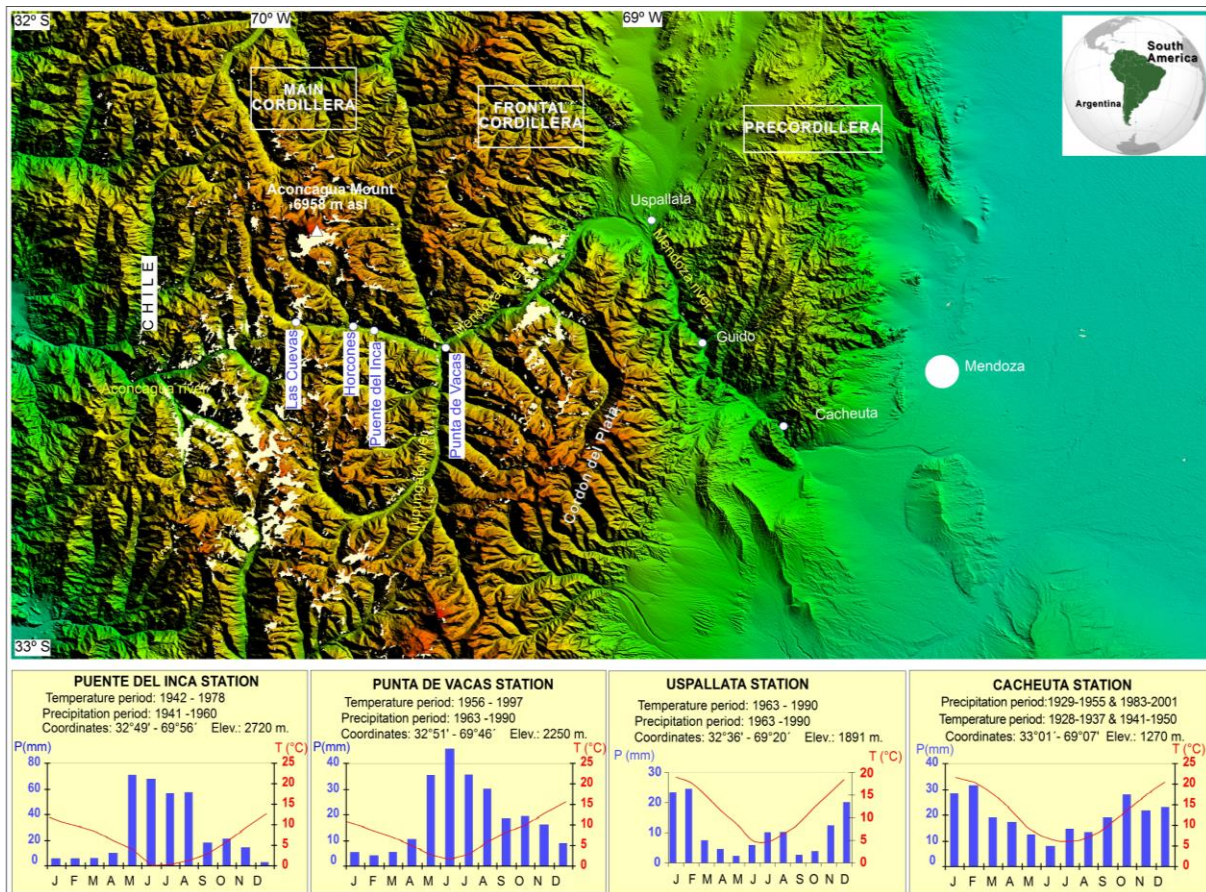 32º S
70º W
69º W
South
America
Argentina
MAIN
CORDILLERA
FRONTAL
CORDILLERA
PRECORDILLERA
Aconcagua Mount
6958 m asl
Uspallata
Mendoza river
CHILE
Mendoza river
Guido
Las Cuevas
Horcones
Puente del Inca
Punta de Vacas
Mendoza
Aconcagua river
Cacheuta
Cordon del Plata
Tupungato river
33º S
PUENTE DEL INCA STATION
Temperature period: 1942 - 1978
Precipitation period: 1941 -1960
Coordinates: 32°49' - 69°56´ Elev.: 2720 m.
P(mm)
T (°C)
80
60
40
20
0
25
20
15
10
5
0
J F M A M J J A S O N D
PUNTA DE VACAS STATION
Temperature period: 1956 - 1997
Precipitation period: 1963 -1990
Coordinates: 32°51' - 69°46´ Elev.: 2250 m.
P(mm)
T (°C)
40
30
20
10
0
25
20
15
10
5
0
J F M A M J J A S O N D
USPALLATA STATION
Temperature period: 1963 - 1990
Precipitation period: 1963 -1990
Coordinates: 32°36' - 69°20´ Elev.: 1891 m.
P (mm)
T (°C)
30
20
10
0
20
15
10
5
0
J F M A M J J A S O N D
CACHEUTA STATION
Precipitation period:1929-1955 & 1983-2001
Temperature period: 1928-1937 & 1941-1950
Coordinates: 33°01´- 69°07' Elev.: 1270 m.
P(mm)
T (°C)
40
30
20
10
0
25
20
15
10
5
0
J F M A M J J A S O N D